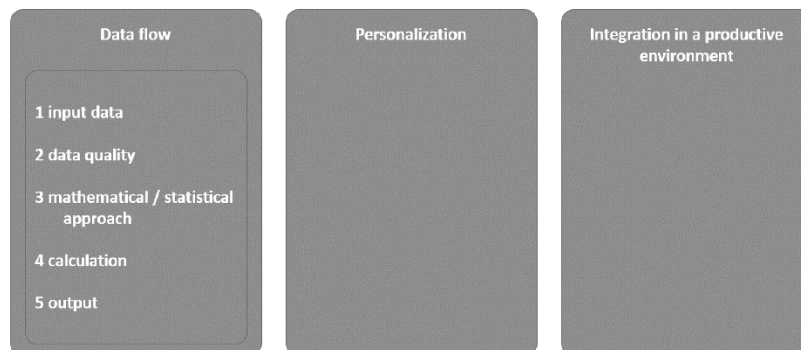 Data flow
1 input data
2 data quality
3 mathematical / statistical
approach
4 calculation
5 output
Personalization
Integration in a productive
environment